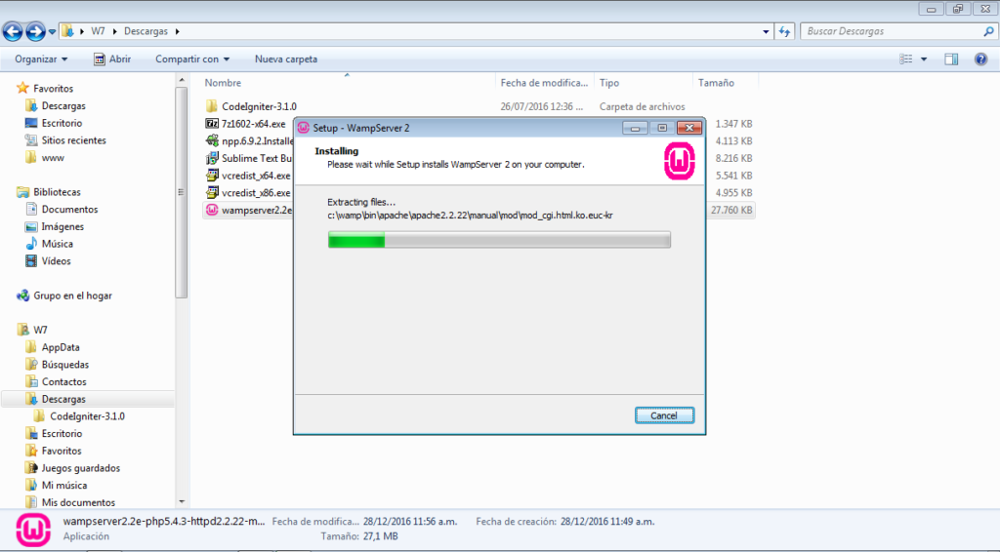 W7 Descargas
Buscar Descargas
Organizar Abrir Compartir con Nueva carpeta
Nombre Fecha de modifica... Tipo Tamaño
Favoritos
Descargas
Escritorio
Sitios recientes
www
Bibliotecas
Documentos
Imágenes
Música
Vídeos
Grupo en el hogar
W7
AppData
Búsquedas
Contactos
Descargas
CodeIgniter-3.1.0
Escritorio
Favoritos
Juegos guardados
Mi música
Mis documentos
CodeIgniter-3.1.0 26/07/2016 12:36 ... Carpeta de archivos
7z1602-x64.exe 1.347 KB
npp.6.9.2.Installe 4.113 KB
Sublime Text Bu 8.216 KB
vcredist_x64.exe 5.541 KB
vcredist_x86.exe 4.955 KB
wampserver2.2e 27.760 KB
Setup - WampServer 2
Installing
Please wait while Setup installs WampServer 2 on your computer.
Extracting files...
c:\wamp\bin\apache\apache2.2.22\manual\mod\mod_cgi.html.ko.euc-kr
Cancel
wampserver2.2e-php5.4.3-httpd2.2.22-m... Fecha de modifica... 28/12/2016 11:56 a.m. Fecha de creación: 28/12/2016 11:49 a.m.
Aplicación Tamaño: 27,1 MB